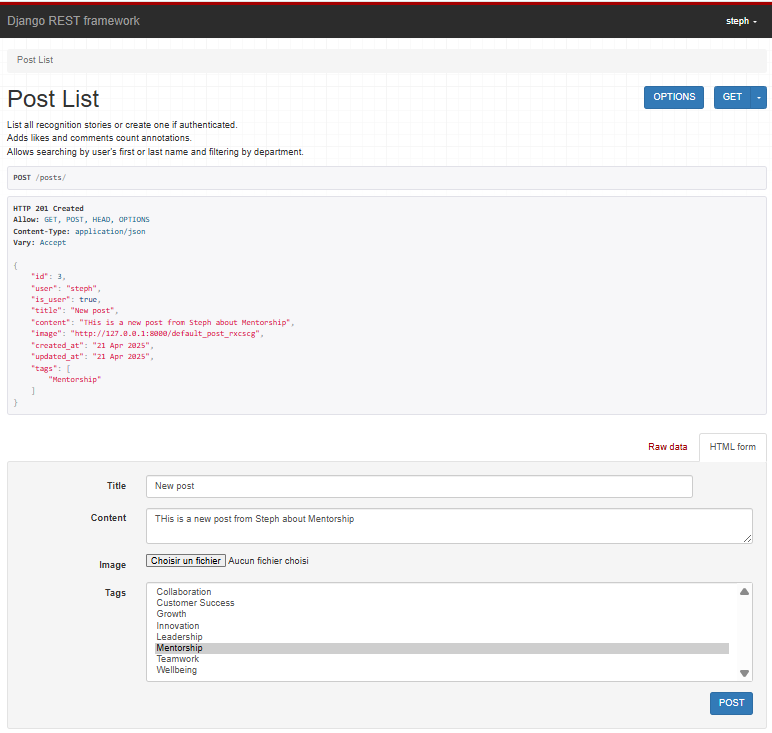 Django REST framework
steph
Post List
Post List
OPTIONS
GET
List all recognition stories or create one if authenticated.
Adds likes and comments count annotations.
Allows searching by user's first or last name and filtering by department.
POST /posts/
HTTP 201 Created
Allow: GET, POST, HEAD, OPTIONS
Content-Type: application/json
Vary: Accept
{
"id": 3,
"user": "steph",
"is_user": true,
"title": "New post",
"content": "THis is a new post from Steph about Mentorship",
"image": "http://127.0.0.1:8000/default_post_rxcscg",
"created_at": "21 Apr 2025",
"updated_at": "21 Apr 2025",
"tags": [
"Mentorship"
]
}
Raw data
HTML form
Title
New post
Content
THis is a new post from Steph about Mentorship
Image
Choisir un fichier Aucun fichier choisi
Tags
Collaboration
Customer Success
Growth
Innovation
Leadership
Mentorship
Teamwork
Wellbeing
POST